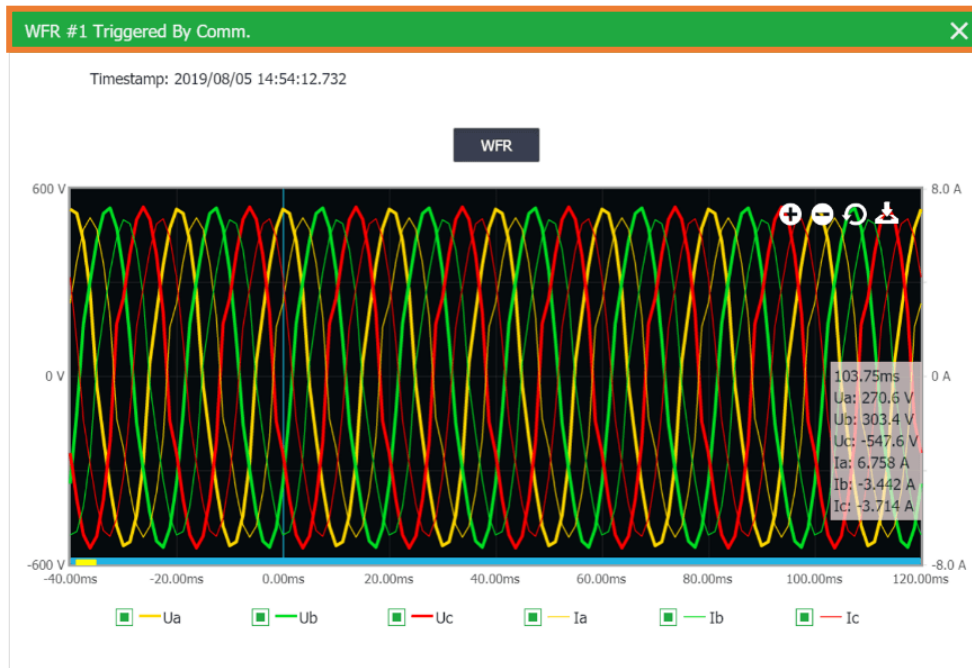 WFR #1 Triggered By Comm.
Timestamp: 2019/08/05 14:54:12.732
WFR
600 V
8.0 A
0 V
0 A
103.75ms
Ua: 270.6 V
Ub: 303.4 V
Uc: -547.6 V
Ia: 6.758 A
Ib: -3.442 A
Ic: -3.714 A
-600 V
-8.0 A
-40.00ms -20.00ms 0.00ms 20.00ms 40.00ms 60.00ms 80.00ms 100.00ms 120.00ms
Ua Ub Uc Ia Ib Ic